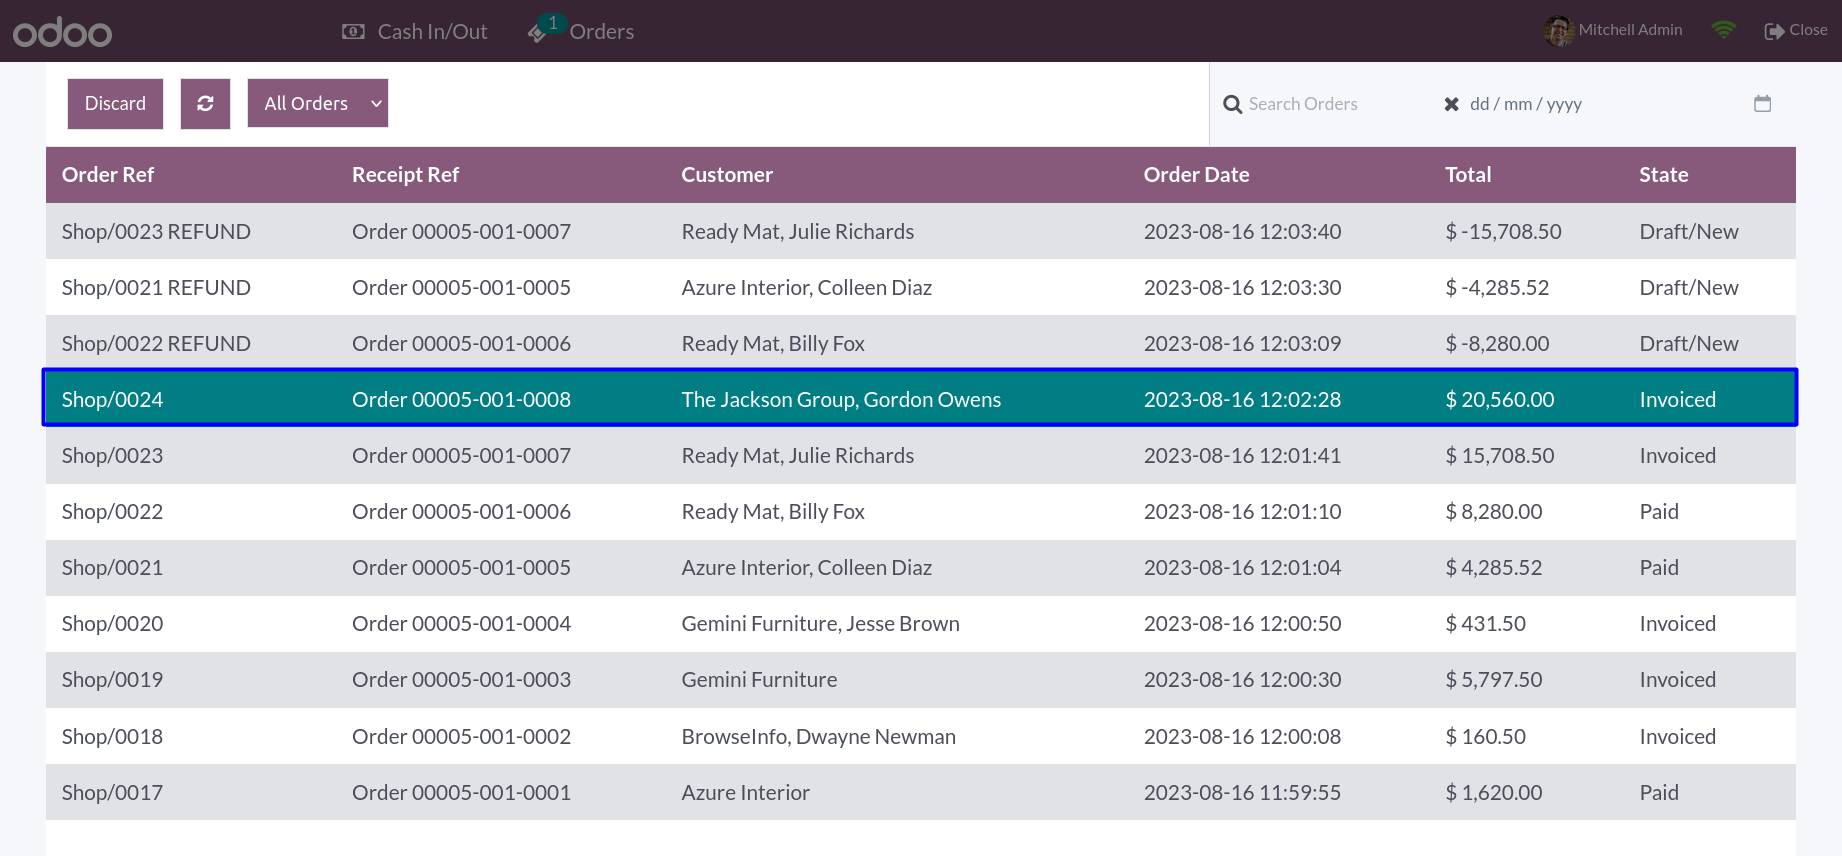 odoo Cash In/Out 1 Orders Mitchell Admin Close
Discard All Orders Search Orders dd / mm / yyyy
Order Ref Receipt Ref Customer Order Date Total State
Shop/0023 REFUND Order 00005-001-0007 Ready Mat, Julie Richards 2023-08-16 12:03:40 $ -15,708.50 Draft/New
Shop/0021 REFUND Order 00005-001-0005 Azure Interior, Colleen Diaz 2023-08-16 12:03:30 $ -4,285.52 Draft/New
Shop/0022 REFUND Order 00005-001-0006 Ready Mat, Billy Fox 2023-08-16 12:03:09 $ -8,280.00 Draft/New
Shop/0024 Order 00005-001-0008 The Jackson Group, Gordon Owens 2023-08-16 12:02:28 $ 20,560.00 Invoiced
Shop/0023 Order 00005-001-0007 Ready Mat, Julie Richards 2023-08-16 12:01:41 $ 15,708.50 Invoiced
Shop/0022 Order 00005-001-0006 Ready Mat, Billy Fox 2023-08-16 12:01:10 $ 8,280.00 Paid
Shop/0021 Order 00005-001-0005 Azure Interior, Colleen Diaz 2023-08-16 12:01:04 $ 4,285.52 Paid
Shop/0020 Order 00005-001-0004 Gemini Furniture, Jesse Brown 2023-08-16 12:00:50 $ 431.50 Invoiced
Shop/0019 Order 00005-001-0003 Gemini Furniture 2023-08-16 12:00:30 $ 5,797.50 Invoiced
Shop/0018 Order 00005-001-0002 BrowseInfo, Dwayne Newman 2023-08-16 12:00:08 $ 160.50 Invoiced
Shop/0017 Order 00005-001-0001 Azure Interior 2023-08-16 11:59:55 $ 1,620.00 Paid